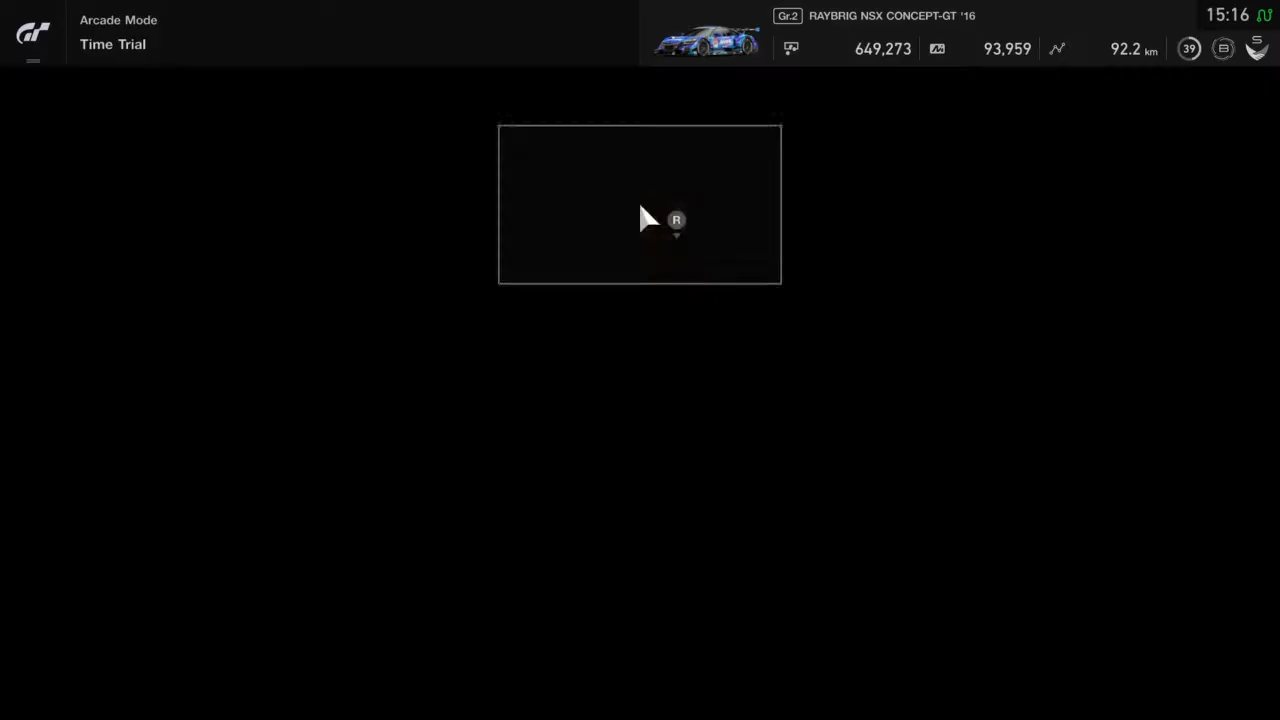 Arcade Mode
Time Trial
Gr.2 RAYBRIG NSX CONCEPT-GT '16
649,273 93,959 92.2 km 39 B S
15:16
R